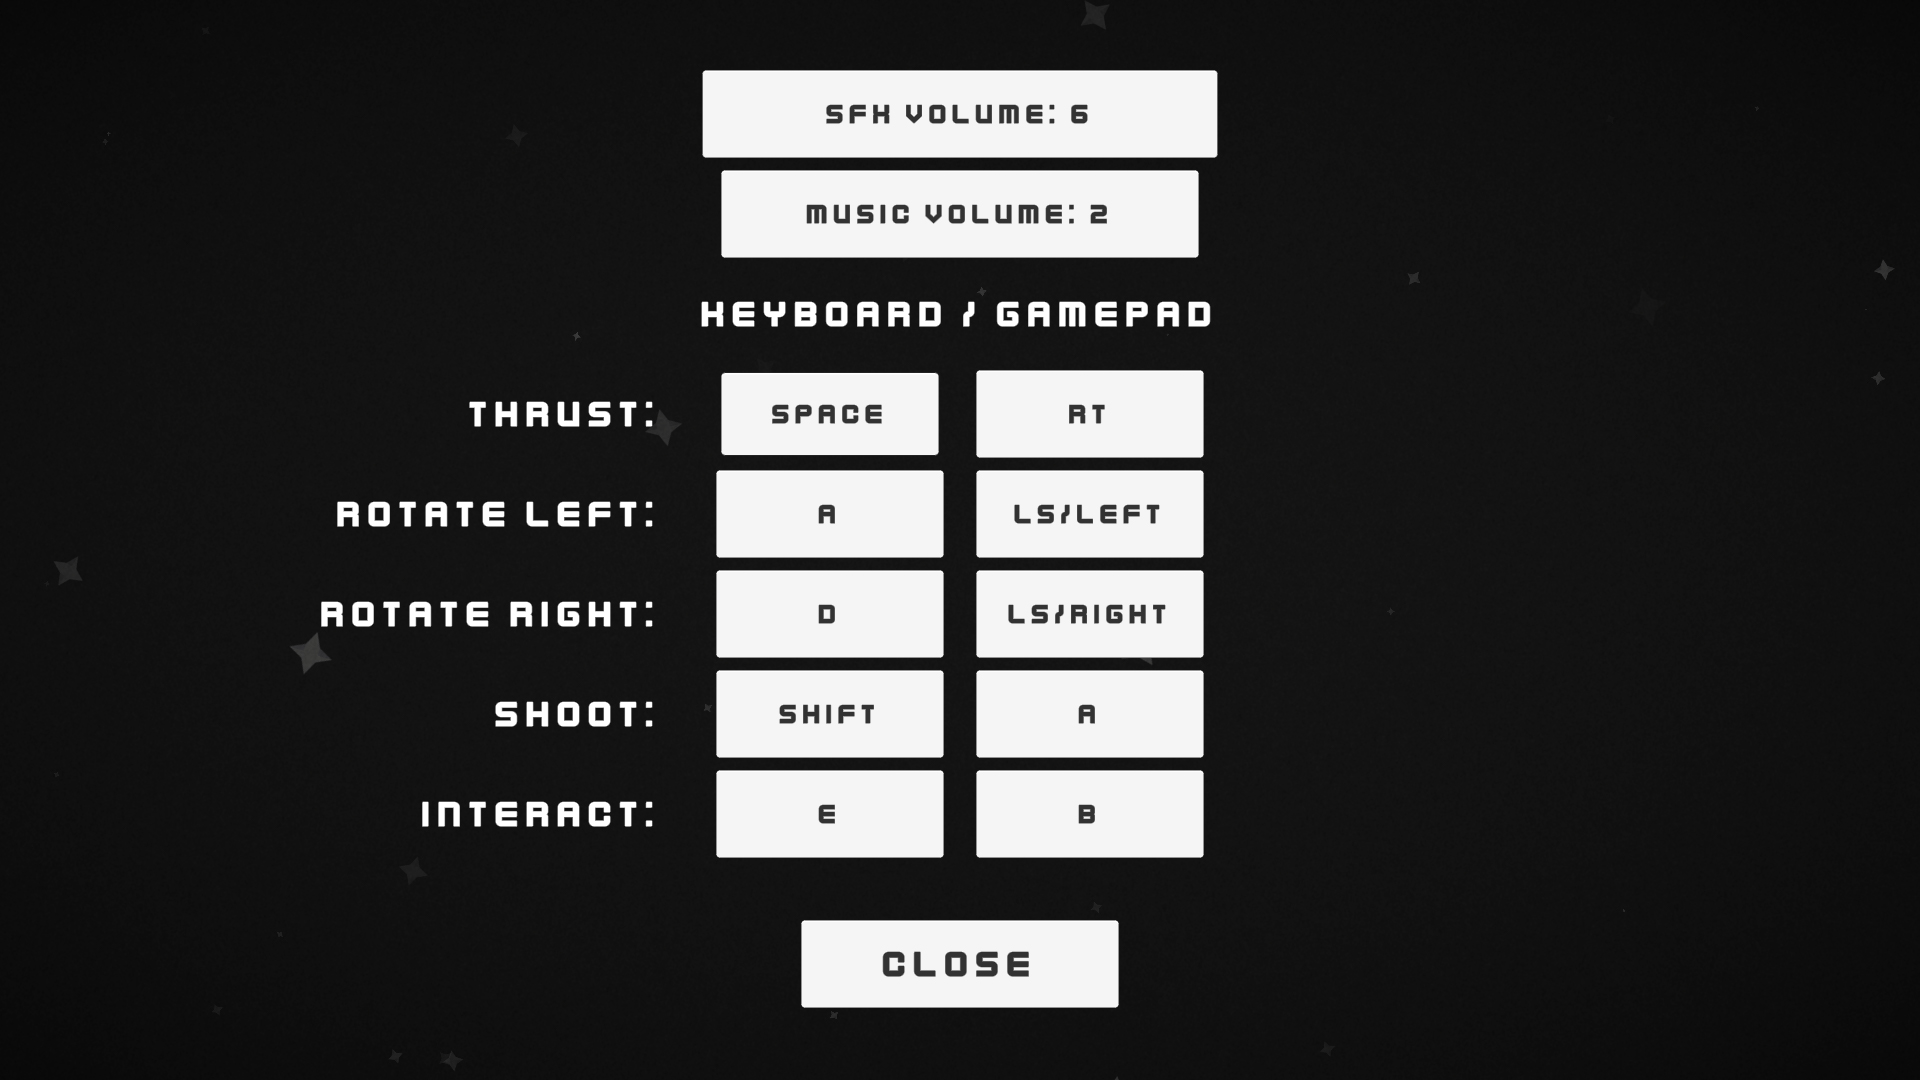 SFX VOLUME: 6
MUSIC VOLUME: 2
KEYBOARD / GAMEPAD
THRUST: SPACE RT
ROTATE LEFT: A LS/LEFT
ROTATE RIGHT: D LS/RIGHT
SHOOT: SHIFT A
INTERACT: E B
CLOSE